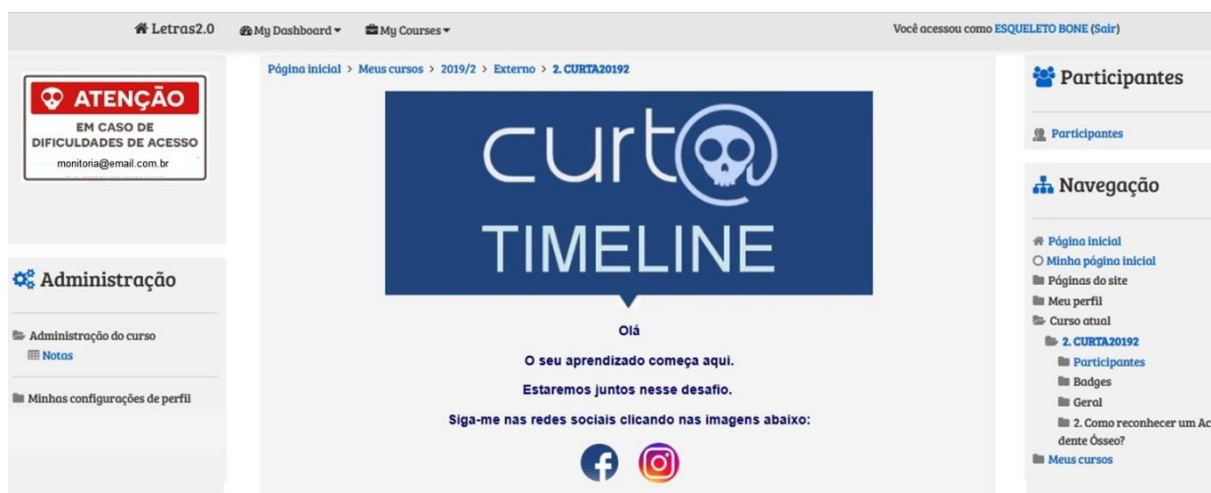 Letras2.0 My Dashboard My Courses Você acessou como ESQUELETO BONE (Sair)
ATENÇÃO
EM CASO DE
DIFICULDADES DE ACESSO
monitoria@email.com.br
Administração
Administração do curso
Notas
Minhas configurações de perfil
Página inicial > Meus cursos > 2019/2 > Externo > 2. CURTA20192
curt@
TIMELINE
Olá
O seu aprendizado começa aqui.
Estaremos juntos nesse desafio.
Siga-me nas redes sociais clicando nas imagens abaixo:
Participantes
Participantes
Navegação
Página inicial
Minha página inicial
Páginas do site
Meu perfil
Curso atual
2. CURTA20192
Participantes
Badges
Geral
2. Como reconhecer um Aci
dente Ósseo?
Meus cursos